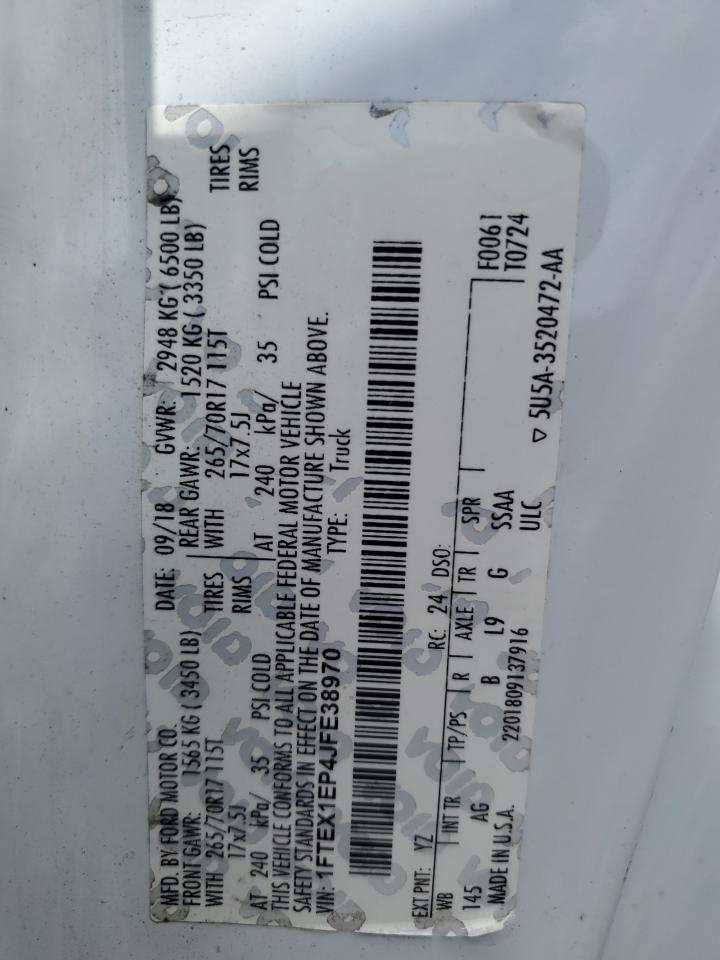 MFD. BY FORD MOTOR CO. DATE: 09/18 GVWR: 2948 KG ( 6500 LB)
FRONT GAWR: 1565 KG ( 3450 LB) REAR GAWR: 1520 KG ( 3350 LB)
WITH 265/70R17 115T TIRES WITH 265/70R17 115T TIRES
17x7.5J RIMS 17x7.5J RIMS
AT 240 kPa/ 35 PSI COLD AT 240 kPa/ 35 PSI COLD
THIS VEHICLE CONFORMS TO ALL APPLICABLE FEDERAL MOTOR VEHICLE
SAFETY STANDARDS IN EFFECT ON THE DATE OF MANUFACTURE SHOWN ABOVE.
VIN: 1FTEX1EP4JFE38970 TYPE: Truck
EXT PNT: YZ RC: 24 DSO: F0061
WB INT TR TP/PS R AXLE TR SPR T0724
145 AG B L9 G SSAA
MADE IN U.S.A. 2201809137916 ULC ▽ 5U5A-3520472-AA
VOID